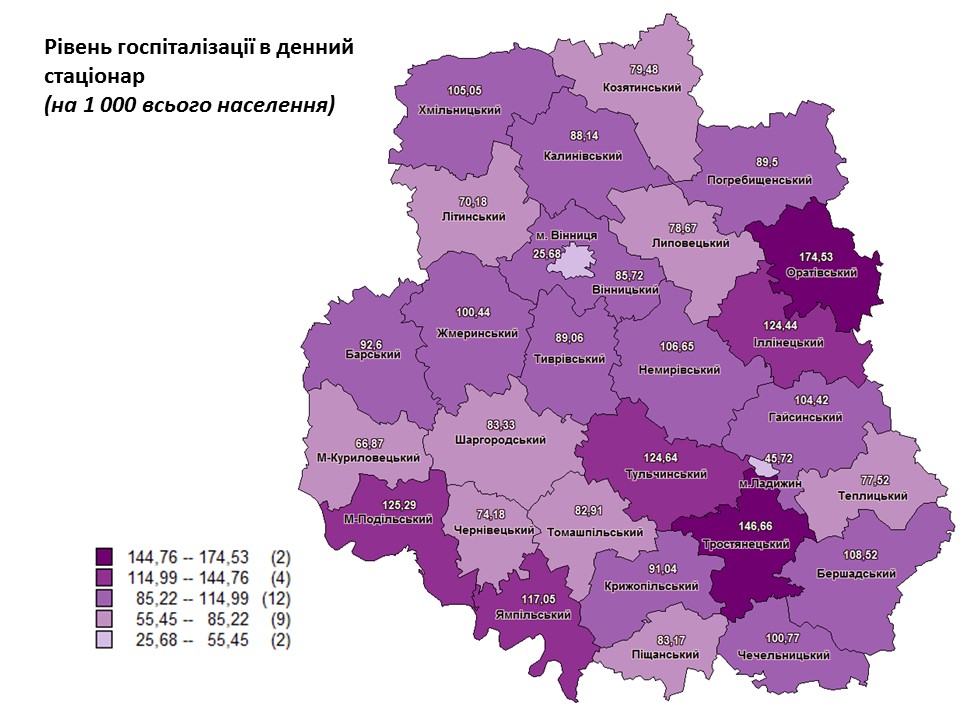 Рівень госпіталізації в денний
стаціонар
(на 1 000 всього населення)
79,48
Козятинський
105,05
Хмільницький
88,14
Калинівський
89,5
Погребищенський
70,18
Літинський
78,67
Липовецький
м. Вінниця
25,68
85,72
Вінницький
174,53
Оратівський
100,44
Жмеринський
92,6
Барський
89,06
Тиврівський
106,65
Немирівський
124,44
Іллінецький
104,42
Гайсинський
83,33
Шаргородський
66,87
М-Куриловецький
124,64
Тульчинський
45,72
м.Ладижин
77,52
Теплицький
125,29
М-Подільський
74,18
Чернівецький
82,91
Томашпільський
146,66
Тростянецький
108,52
Бершадський
91,04
Крижопільський
117,05
Ямпільський
83,17
Піщанський
100,77
Чечельницький
144,76 -- 174,53 (2)
114,99 -- 144,76 (4)
85,22 -- 114,99 (12)
55,45 -- 85,22 (9)
25,68 -- 55,45 (2)